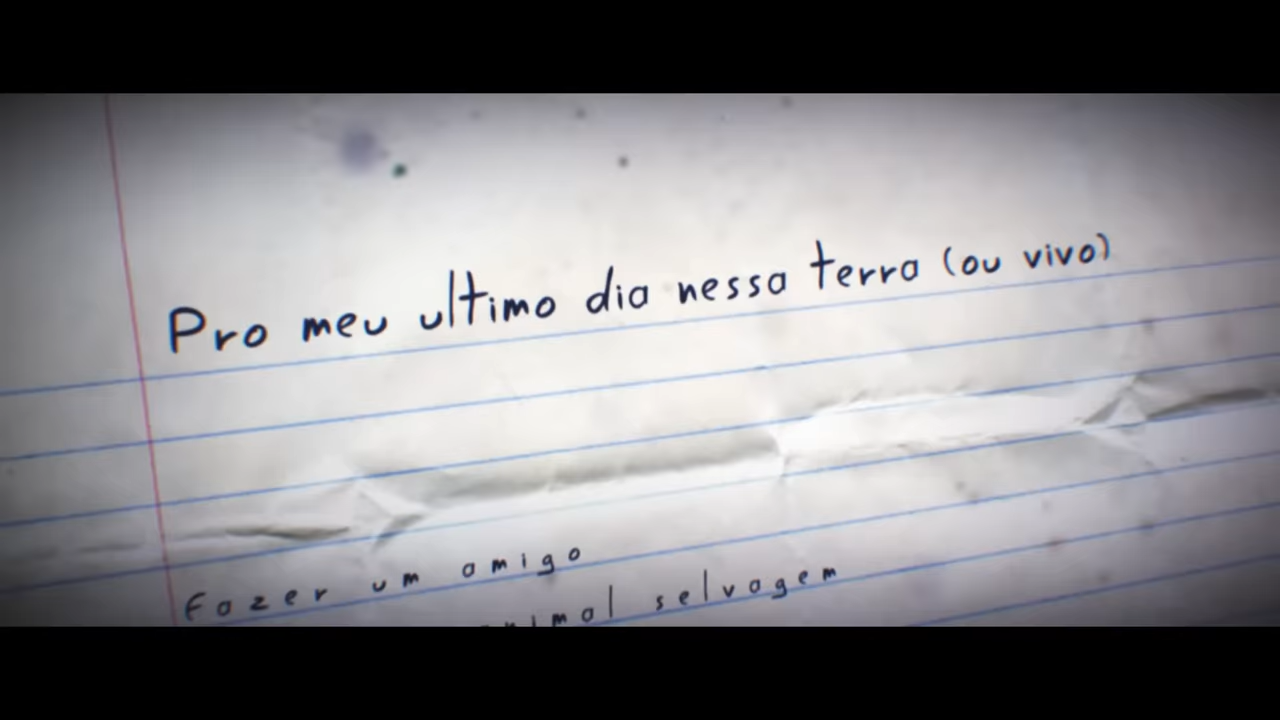 Pro meu ultimo dia nessa terra (ou vivo)
Fazer um amigo
selvagem